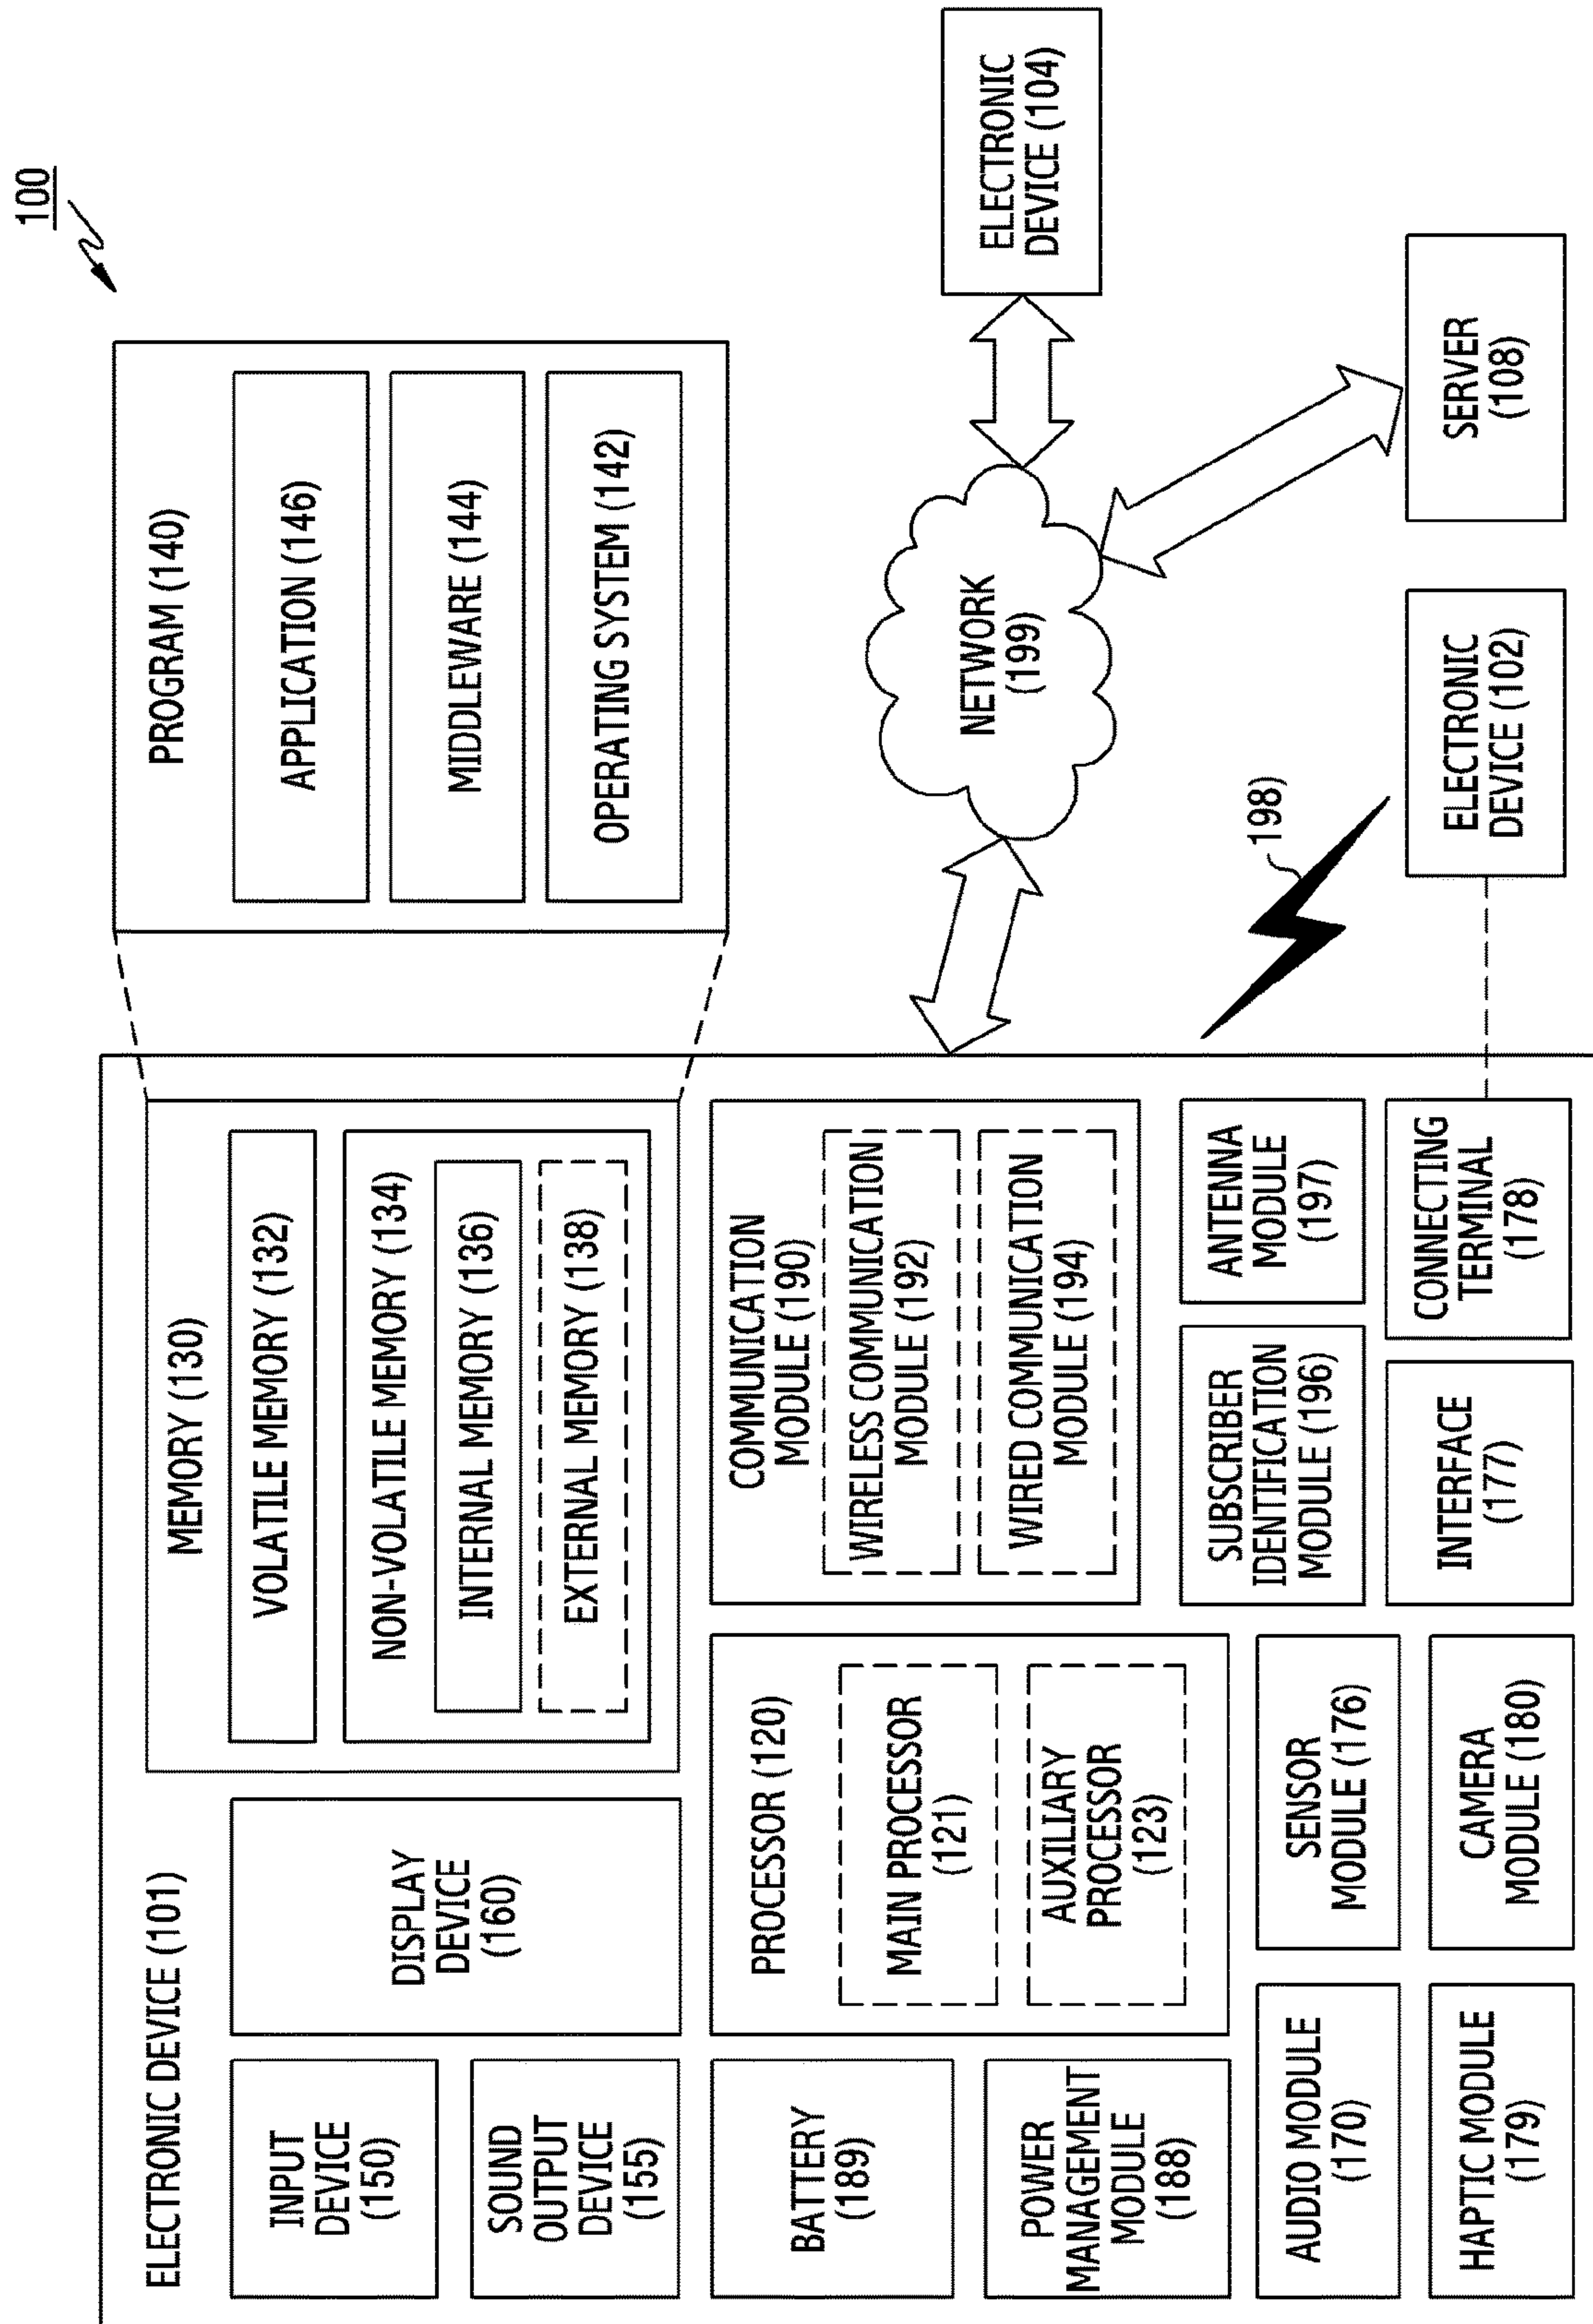 100
ELECTRONIC DEVICE (101)
INPUT
DEVICE
(150)
SOUND
OUTPUT
DEVICE
(155)
DISPLAY
DEVICE
(160)
MEMORY (130)
VOLATILE MEMORY (132)
NON-VOLATILE MEMORY (134)
INTERNAL MEMORY (136)
EXTERNAL MEMORY (138)
PROGRAM (140)
APPLICATION (146)
MIDDLEWARE (144)
OPERATING SYSTEM (142)
BATTERY
(189)
POWER
MANAGEMENT
MODULE
(188)
PROCESSOR (120)
MAIN PROCESSOR
(121)
AUXILIARY
PROCESSOR
(123)
COMMUNICATION
MODULE (190)
WIRELESS COMMUNICATION
MODULE (192)
WIRED COMMUNICATION
MODULE (194)
NETWORK
(199)
ELECTRONIC
DEVICE (104)
AUDIO MODULE
(170)
SENSOR
MODULE (176)
SUBSCRIBER
IDENTIFICATION
MODULE (196)
ANTENNA
MODULE
(197)
198
HAPTIC MODULE
(179)
CAMERA
MODULE (180)
INTERFACE
(177)
CONNECTING
TERMINAL
(178)
ELECTRONIC
DEVICE (102)
SERVER
(108)